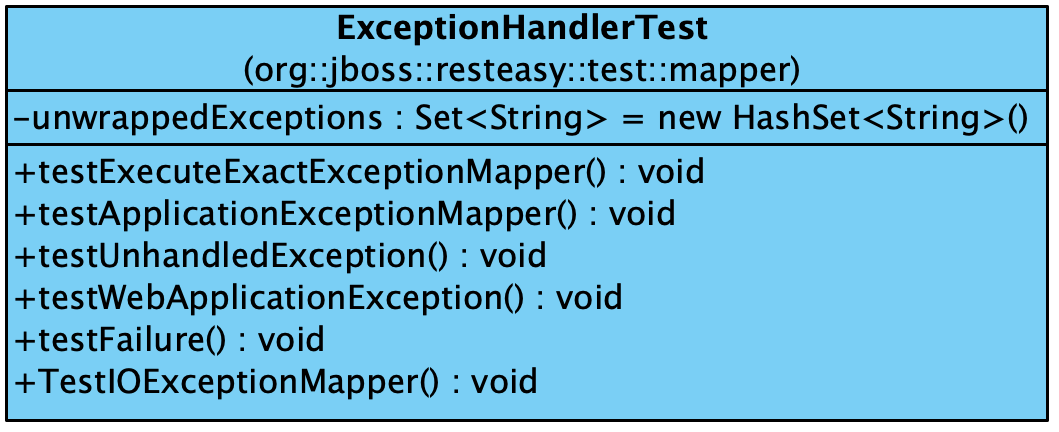 ExceptionHandlerTest
(org::jboss::resteasy::test::mapper)
-unwrappedExceptions : Set<String> = new HashSet<String>()
+testExecuteExactExceptionMapper() : void
+testApplicationExceptionMapper() : void
+testUnhandledException() : void
+testWebApplicationException() : void
+testFailure() : void
+TestIOExceptionMapper() : void